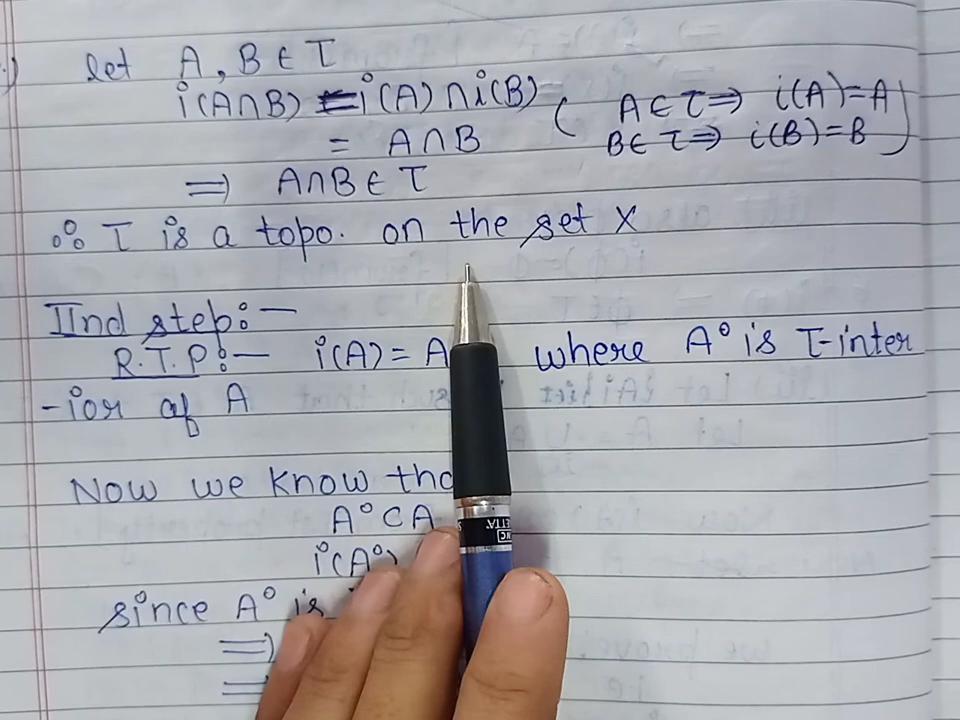 let A, B ∈ T
i(A∩B) = i(A)∩i(B) ( A∈T ⇒ i(A)=A
= A∩B B∈T ⇒ i(B)=B )
⇒ A∩B ∈ T
∴ T is a topo. on the set X
IInd step:—
R.T.P:— i(A) = A where A° is T-inter
-ior of A
Now we know tha
A° ⊂ A
i(A°)
since A° is
⇒
⇒